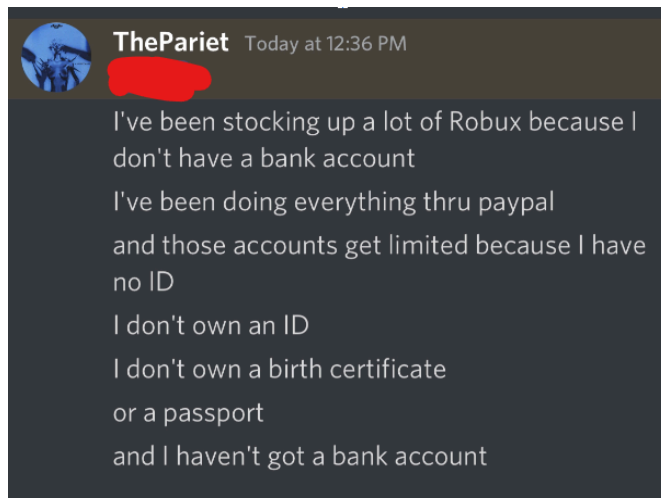 ThePariet Today at 12:36 PM
I've been stocking up a lot of Robux because I
don't have a bank account
I've been doing everything thru paypal
and those accounts get limited because I have
no ID
I don't own an ID
I don't own a birth certificate
or a passport
and I haven't got a bank account